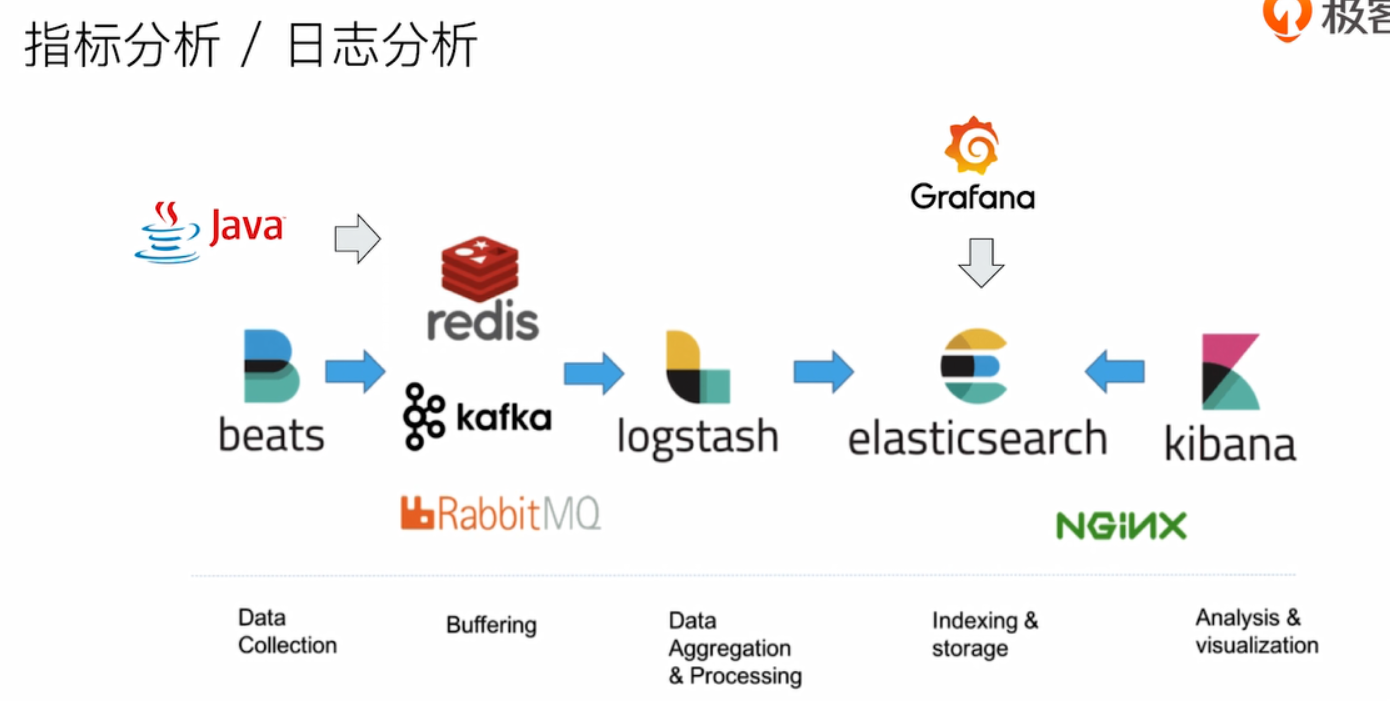 指标分析 / 日志分析
极客
Grafana
Java
redis
beats
kafka
logstash
elasticsearch
kibana
RabbitMQ
NGINX
Data
Collection
Buffering
Data
Aggregation
& Processing
Indexing &
storage
Analysis &
visualization